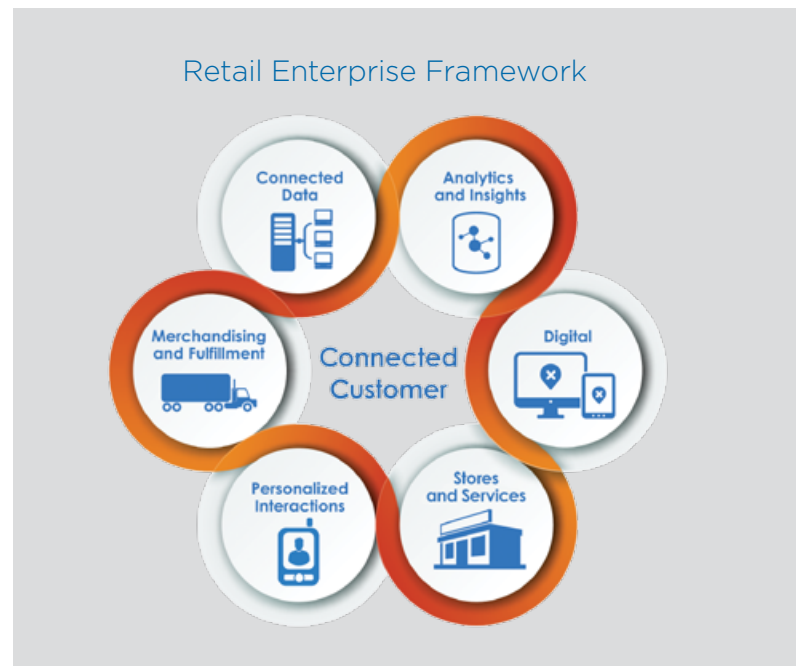 Retail Enterprise Framework
Connected
Data
Analytics
and Insights
Merchandising
and Fulfillment
Connected
Customer
Digital
Personalized
Interactions
Stores
and Services